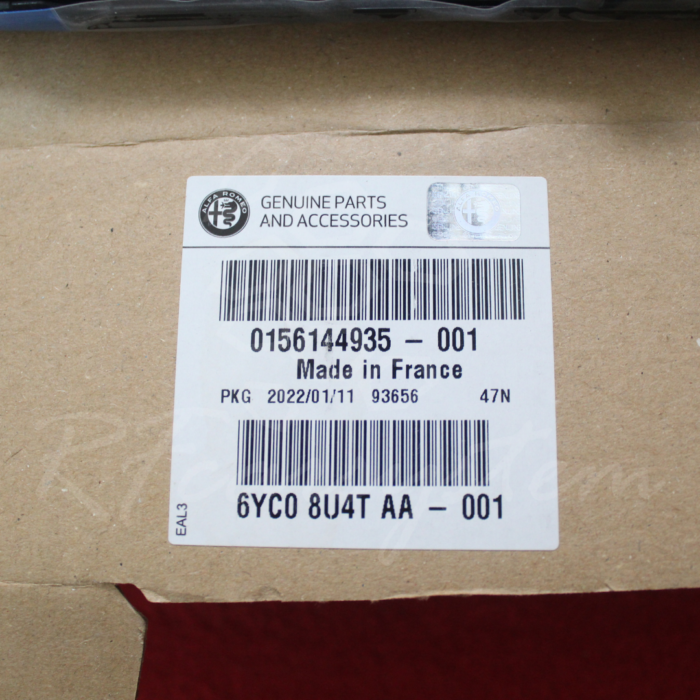 ALFA ROMEO
GENUINE PARTS
AND ACCESSORIES
0156144935 - 001
Made in France
PKG 2022/01/11 93656 47N
6YC0 8U4T AA - 001
EAL3